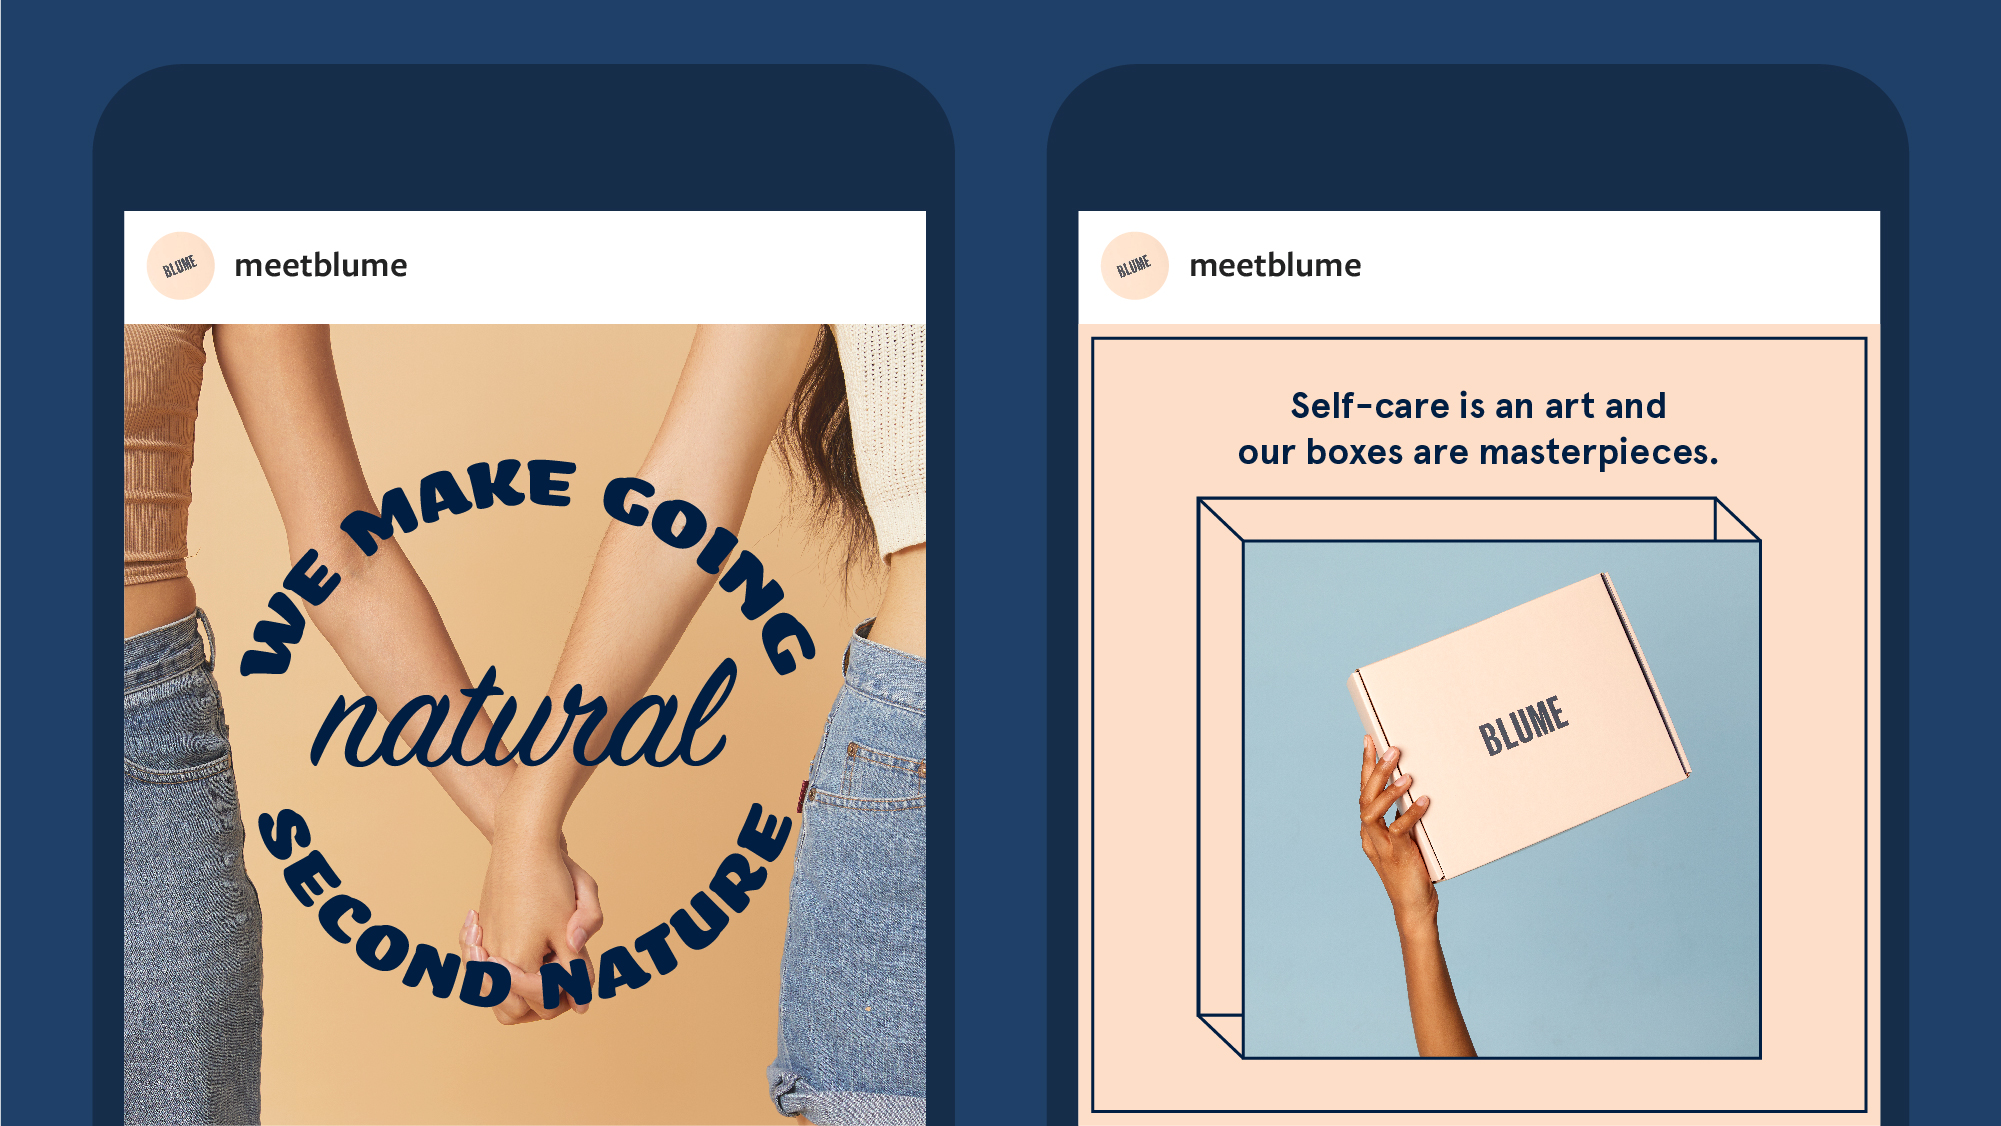 BLUME
meetblume
WE MAKE GOING
natural
SECOND NATURE
BLUME
meetblume
Self-care is an art and
our boxes are masterpieces.
BLUME